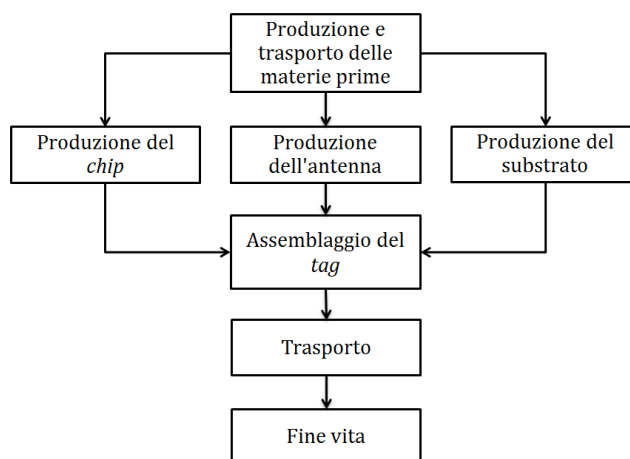 Produzione e
trasporto delle
materie prime
Produzione del
chip
Produzione
dell'antenna
Produzione del
substrato
Assemblaggio del
tag
Trasporto
Fine vita